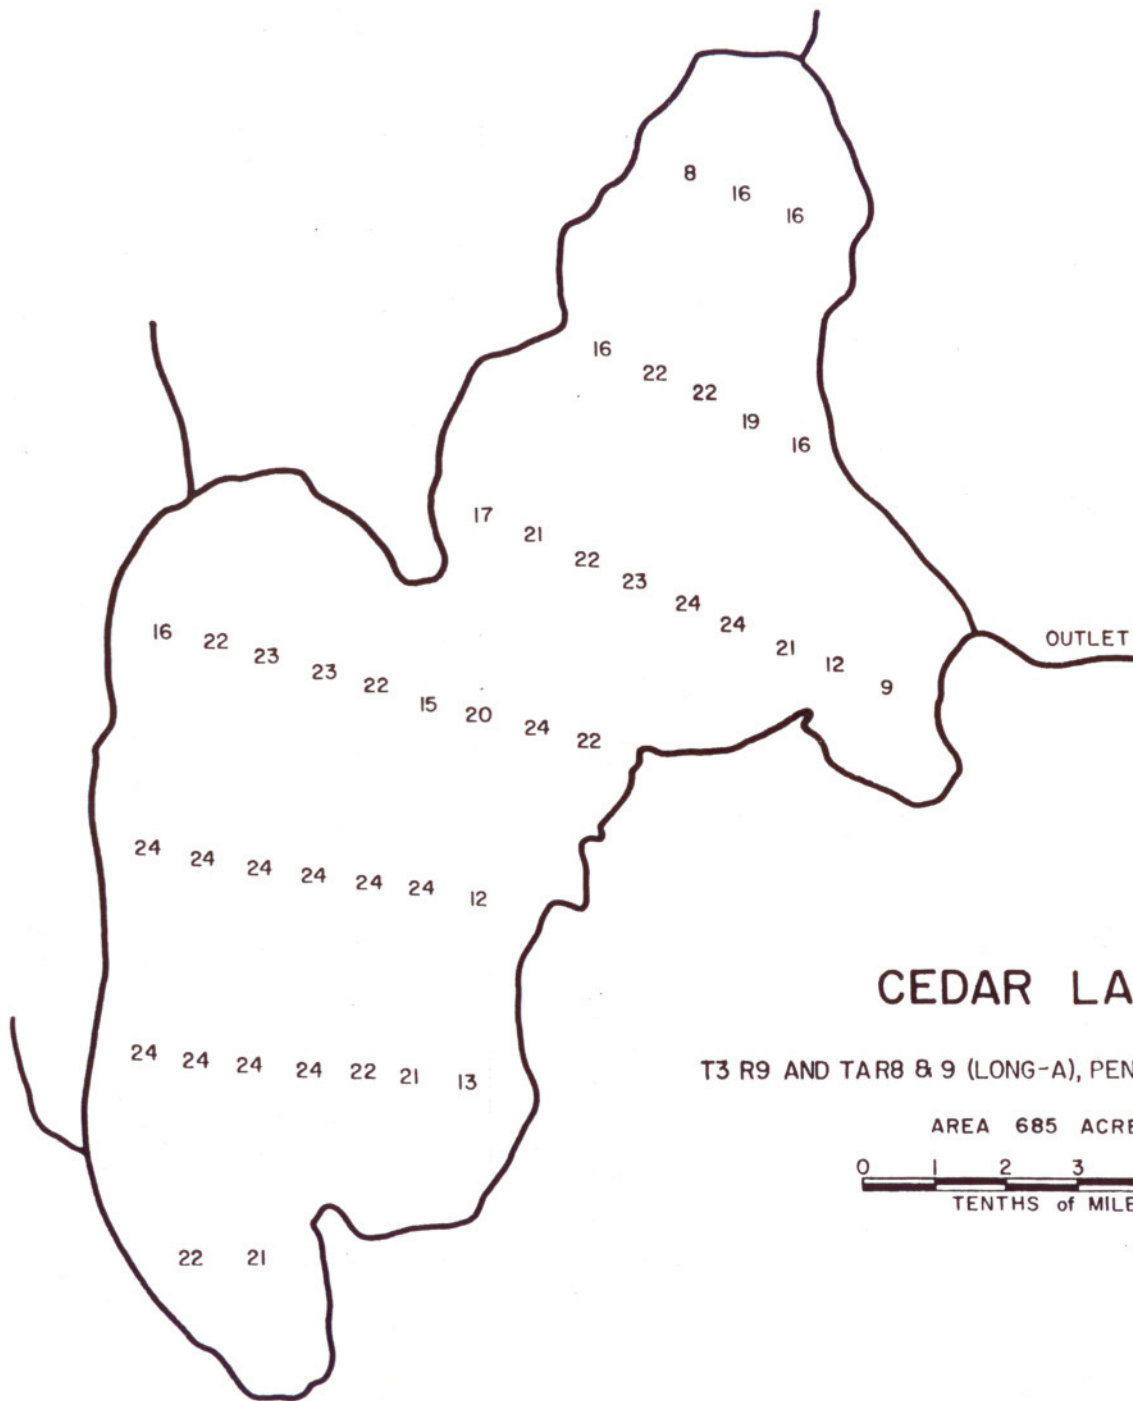 8 16 16
16 22 22 19 16
17 21 22 23 24 24 21 12 9
OUTLET
16 22 23 23 22 15 20 24 22
24 24 24 24 24 24 12
CEDAR LA
24 24 24 24 22 21 13
T3 R9 AND TAR8 & 9 (LONG-A), PEN
AREA 685 ACRE
0 1 2 3
TENTHS of MILE
22 21